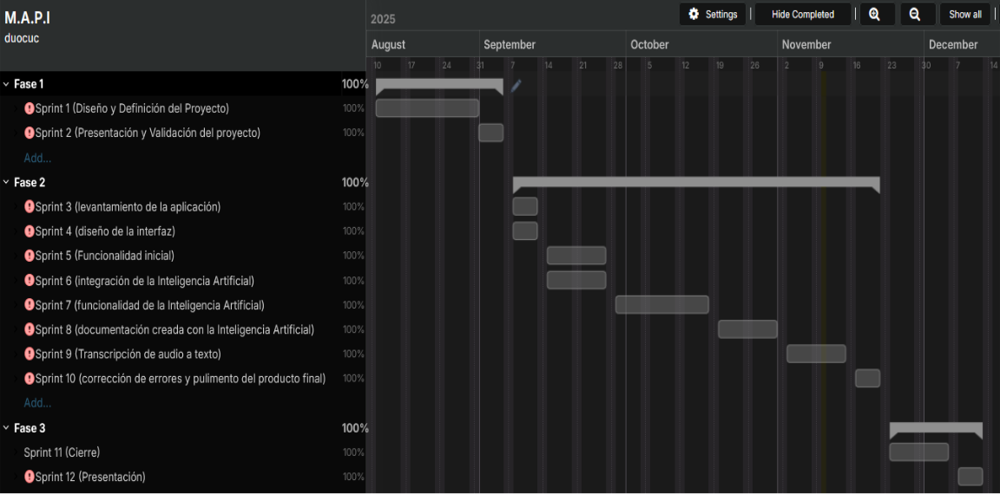 M.A.P.I
duocuc
2025
Settings
Hide Completed
Show all
August September October November December
10 17 24 31 7 14 21 28 5 12 19 26 2 9 16 23 30 7 14
Fase 1 100%
Sprint 1 (Diseño y Definición del Proyecto) 100%
Sprint 2 (Presentación y Validación del proyecto) 100%
Add...
Fase 2 100%
Sprint 3 (levantamiento de la aplicación) 100%
Sprint 4 (diseño de la interfaz) 100%
Sprint 5 (Funcionalidad inicial) 100%
Sprint 6 (integración de la Inteligencia Artificial) 100%
Sprint 7 (funcionalidad de la Inteligencia Artificial) 100%
Sprint 8 (documentación creada con la Inteligencia Artificial) 100%
Sprint 9 (Transcripción de audio a texto) 100%
Sprint 10 (corrección de errores y pulimento del producto final) 100%
Add...
Fase 3 100%
Sprint 11 (Cierre) 100%
Sprint 12 (Presentación) 100%